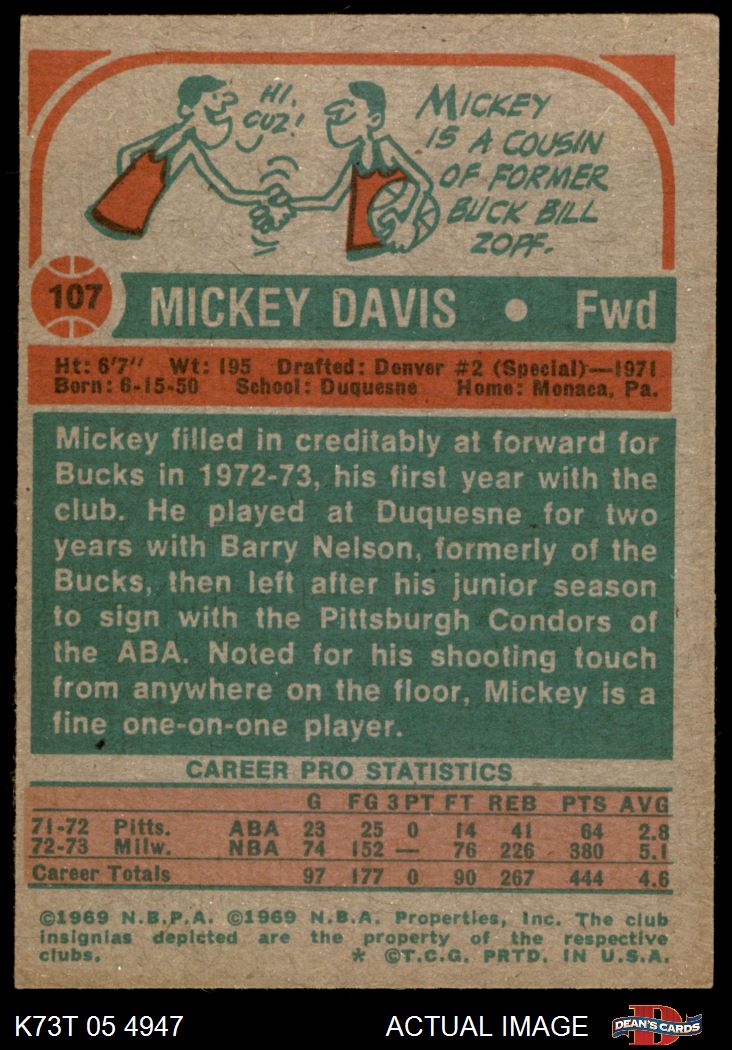 HI,
CUZ!
MICKEY
IS A COUSIN
OF FORMER
BUCK BILL
ZOPF.
107 MICKEY DAVIS • Fwd
Ht: 6'7" Wt: 195 Drafted: Denver #2 (Special)—1971
Born: 6-15-50 School: Duquesne Home: Monaca, Pa.
Mickey filled in creditably at forward for
Bucks in 1972-73, his first year with the
club. He played at Duquesne for two
years with Barry Nelson, formerly of the
Bucks, then left after his junior season
to sign with the Pittsburgh Condors of
the ABA. Noted for his shooting touch
from anywhere on the floor, Mickey is a
fine one-on-one player.
CAREER PRO STATISTICS
G FG 3PT FT REB PTS AVG
71-72 Pitts. ABA 23 25 0 14 41 64 2.8
72-73 Milw. NBA 74 152 — 76 226 380 5.1
Career Totals 97 177 0 90 267 444 4.6
©1969 N.B.P.A. ©1969 N.B.A. Properties, Inc. The club
insignias depicted are the property of the respective
clubs. * ©T.C.G. PRTD. IN U.S.A.
K73T 05 4947 ACTUAL IMAGE D DEAN'S CARDS